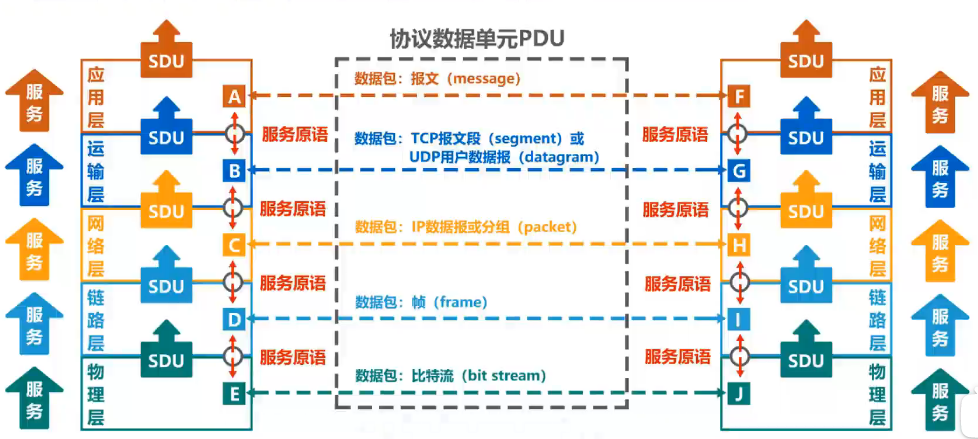 协议数据单元PDU
SDU
SDU
服务
应用层
A
数据包：报文（message）
F
应用层
服务
SDU
服务原语
数据包：TCP报文段（segment）或
UDP用户数据报（datagram）
服务原语
SDU
服务
运输层
B
G
运输层
服务
SDU
服务原语
服务原语
SDU
服务
网络层
C
数据包：IP数据报或分组（packet）
H
网络层
服务
SDU
服务原语
服务原语
SDU
服务
链路层
D
数据包：帧（frame）
I
链路层
服务
SDU
服务原语
服务原语
SDU
服务
物理层
E
数据包：比特流（bit stream）
J
物理层
服务